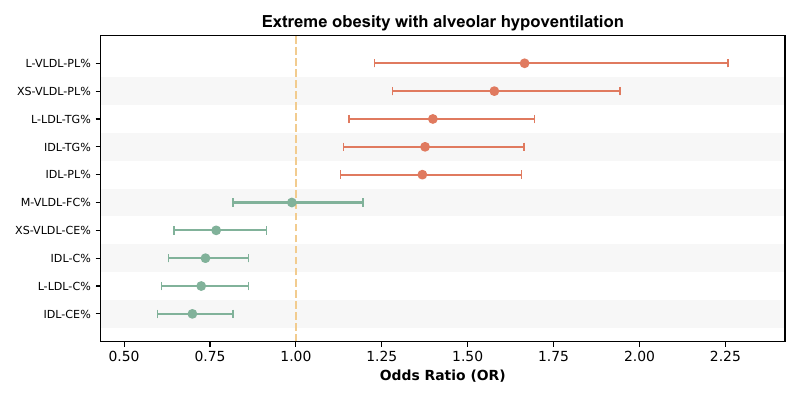 Extreme obesity with alveolar hypoventilation
L-VLDL-PL%
XS-VLDL-PL%
L-LDL-TG%
IDL-TG%
IDL-PL%
M-VLDL-FC%
XS-VLDL-CE%
IDL-C%
L-LDL-C%
IDL-CE%
0.50 0.75 1.00 1.25 1.50 1.75 2.00 2.25
Odds Ratio (OR)